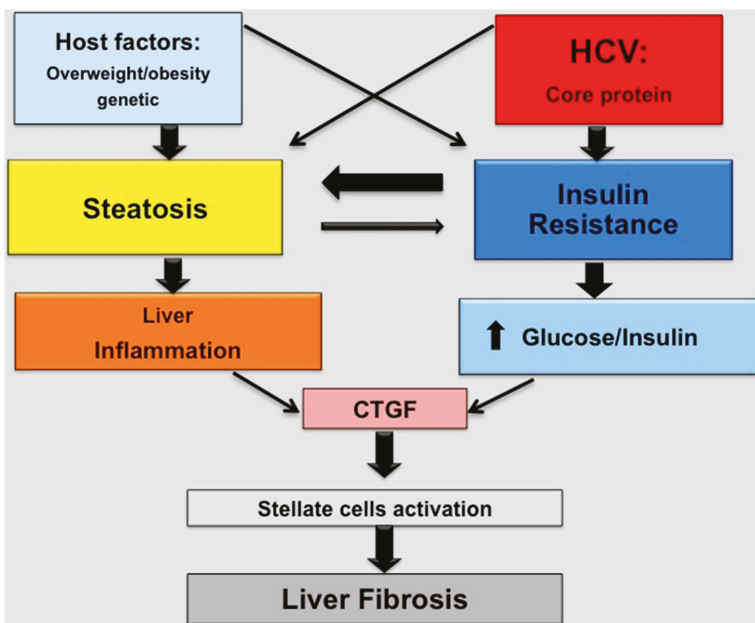 Host factors:
Overweight/obesity
genetic
HCV:
Core protein
Steatosis
Insulin
Resistance
Liver
Inflammation
Glucose/Insulin
CTGF
Stellate cells activation
Liver Fibrosis